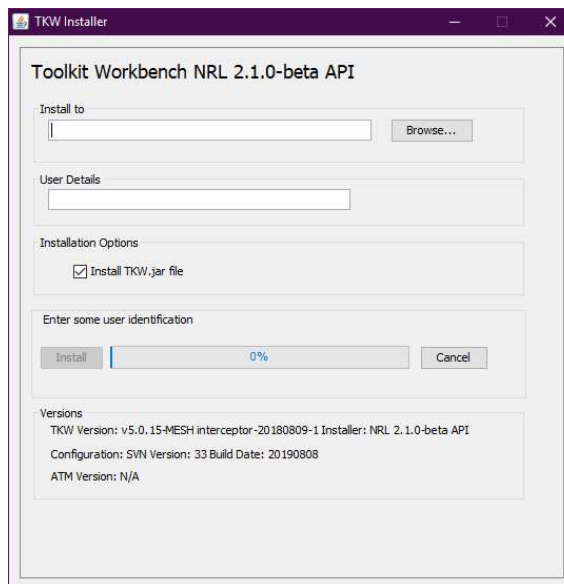 TKW Installer
Toolkit Workbench NRL 2.1.0-beta API
Install to
Browse...
User Details
Installation Options
Install TKW.jar file
Enter some user identification
Install
0%
Cancel
Versions
TKW Version: v5.0.15-MESH interceptor-20180809-1 Installer: NRL 2.1.0-beta API
Configuration: SVN Version: 33 Build Date: 20190808
ATM Version: N/A